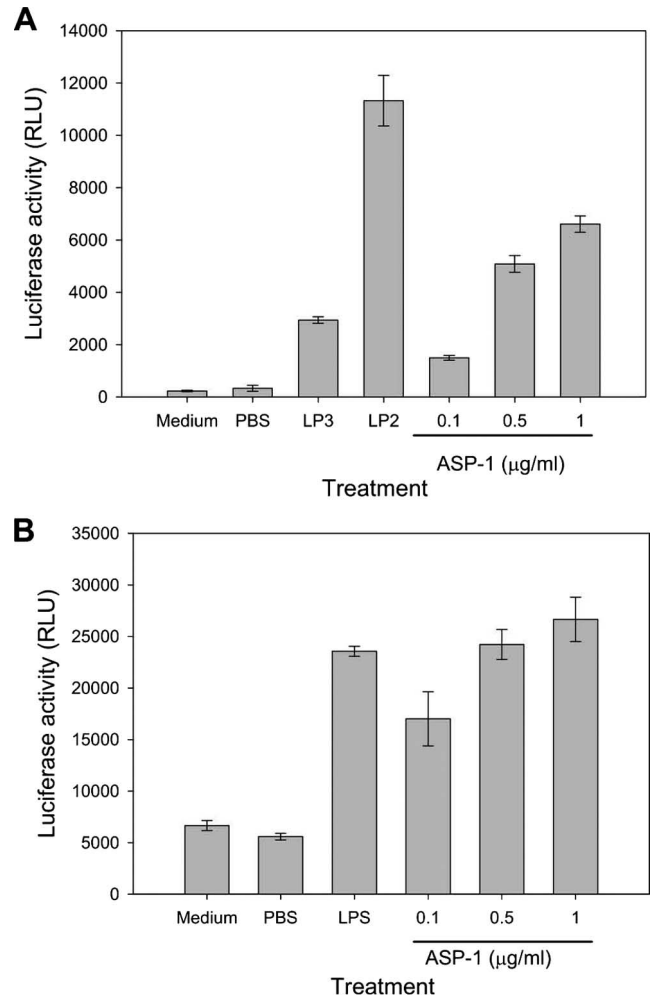 A
14000
12000
10000
8000
6000
4000
2000
0
Luciferase activity (RLU)
Medium PBS LP3 LP2 0.1 0.5 1
ASP-1 (µg/ml)
Treatment
B
35000
30000
25000
20000
15000
10000
5000
0
Luciferase activity (RLU)
Medium PBS LPS 0.1 0.5 1
ASP-1 (µg/ml)
Treatment